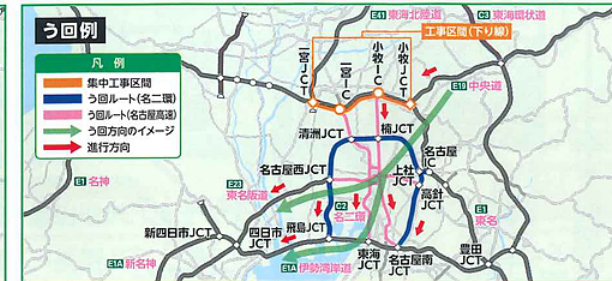 う回例
凡例
集中工事区間
う回ルート(名二環)
う回ルート(名古屋高速)
う回方向のイメージ
進行方向
E41 東海北陸道
C3 東海環状道
工事区間(下り線)
一宮JCT
一宮IC
小牧IC
小牧JCT
E19 中央道
清洲JCT
楠JCT
名古屋西JCT
名古屋IC
上社JCT
高針JCT
E1 名神
E23 東名阪道
C2 名二環
E1 東名
新四日市JCT
四日市JCT
飛島JCT
東海JCT
名古屋南JCT
豊田JCT
E1A 新名神
E1A 伊勢湾岸道